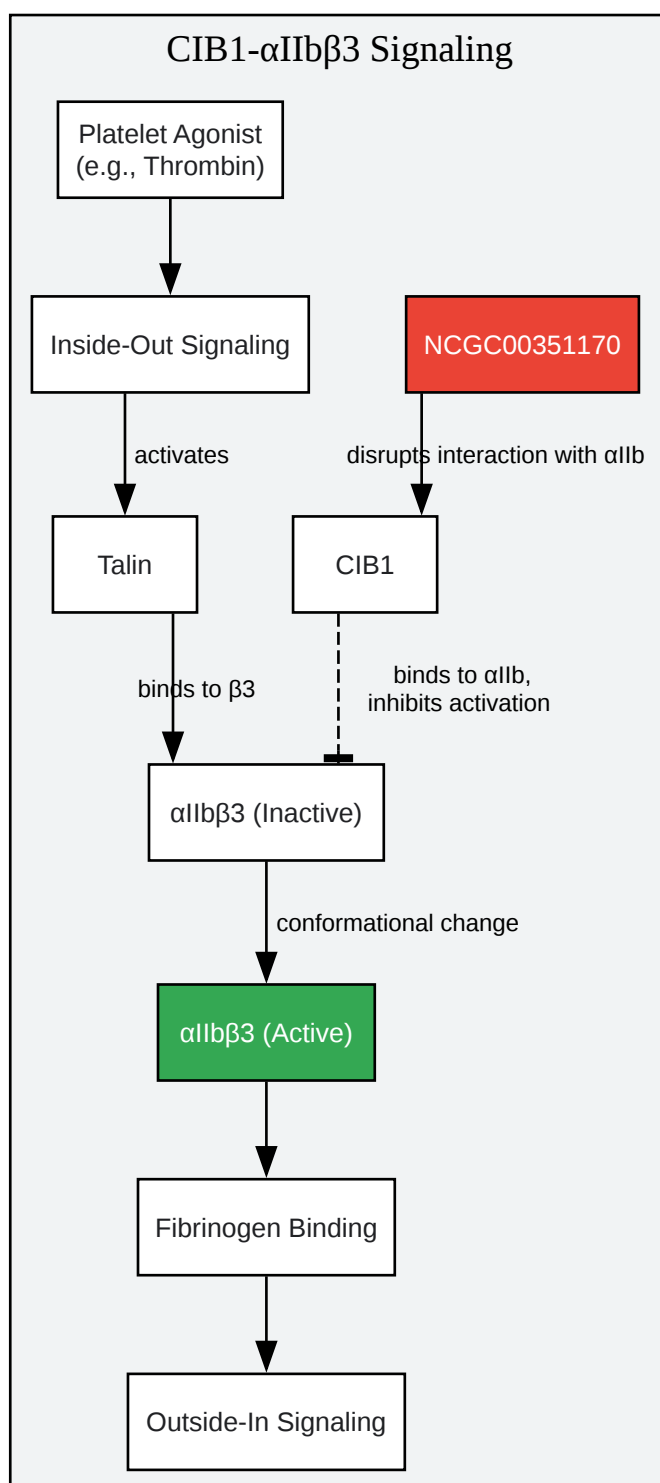 CIB1-αIIbβ3 Signaling
Platelet Agonist
(e.g., Thrombin)
Inside-Out Signaling
NCGC00351170
activates
disrupts interaction with αIIb
Talin
CIB1
binds to β3
binds to αIIb,
inhibits activation
αIIbβ3 (Inactive)
conformational change
αIIbβ3 (Active)
Fibrinogen Binding
Outside-In Signaling